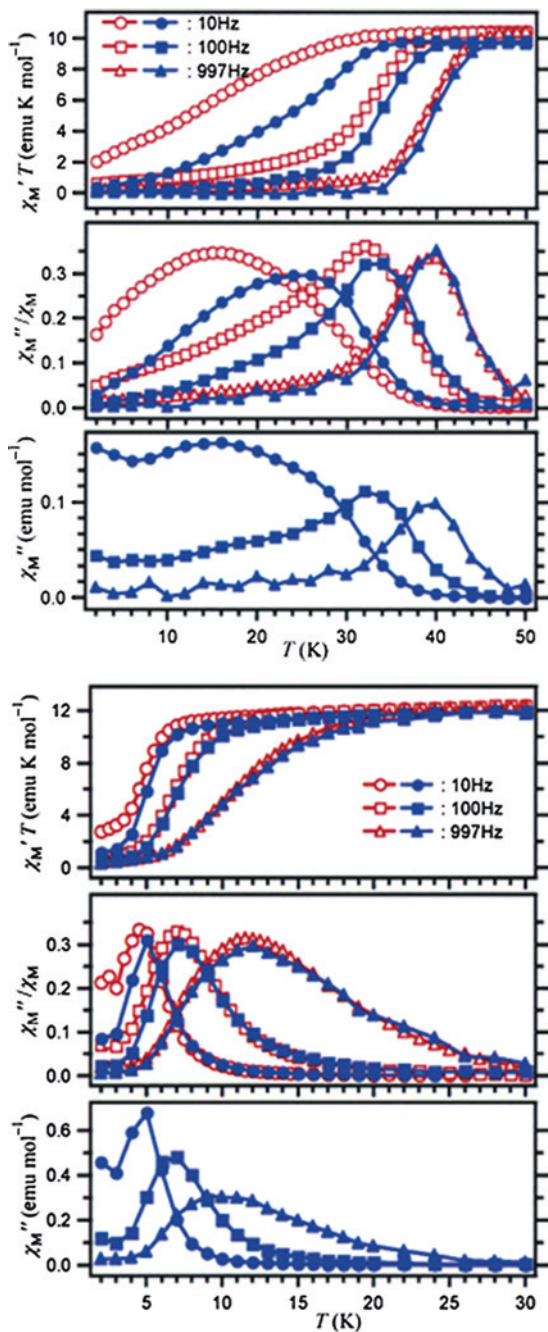 10
: 10Hz
8
: 100Hz
6
: 997Hz
4
2
0
χM' T (emu K mol−1)
0.3
0.2
0.1
0.0
χM''/χM
0.1
0.0
χM'' (emu mol−1)
10 20 30 40 50
T (K)
12
8
4
0
χM' T (emu K mol−1)
: 10Hz
: 100Hz
: 997Hz
0.3
0.2
0.1
0.0
χM''/χM
0.6
0.4
0.2
0.0
χM'' (emu mol−1)
5 10 15 20 25 30
T (K)